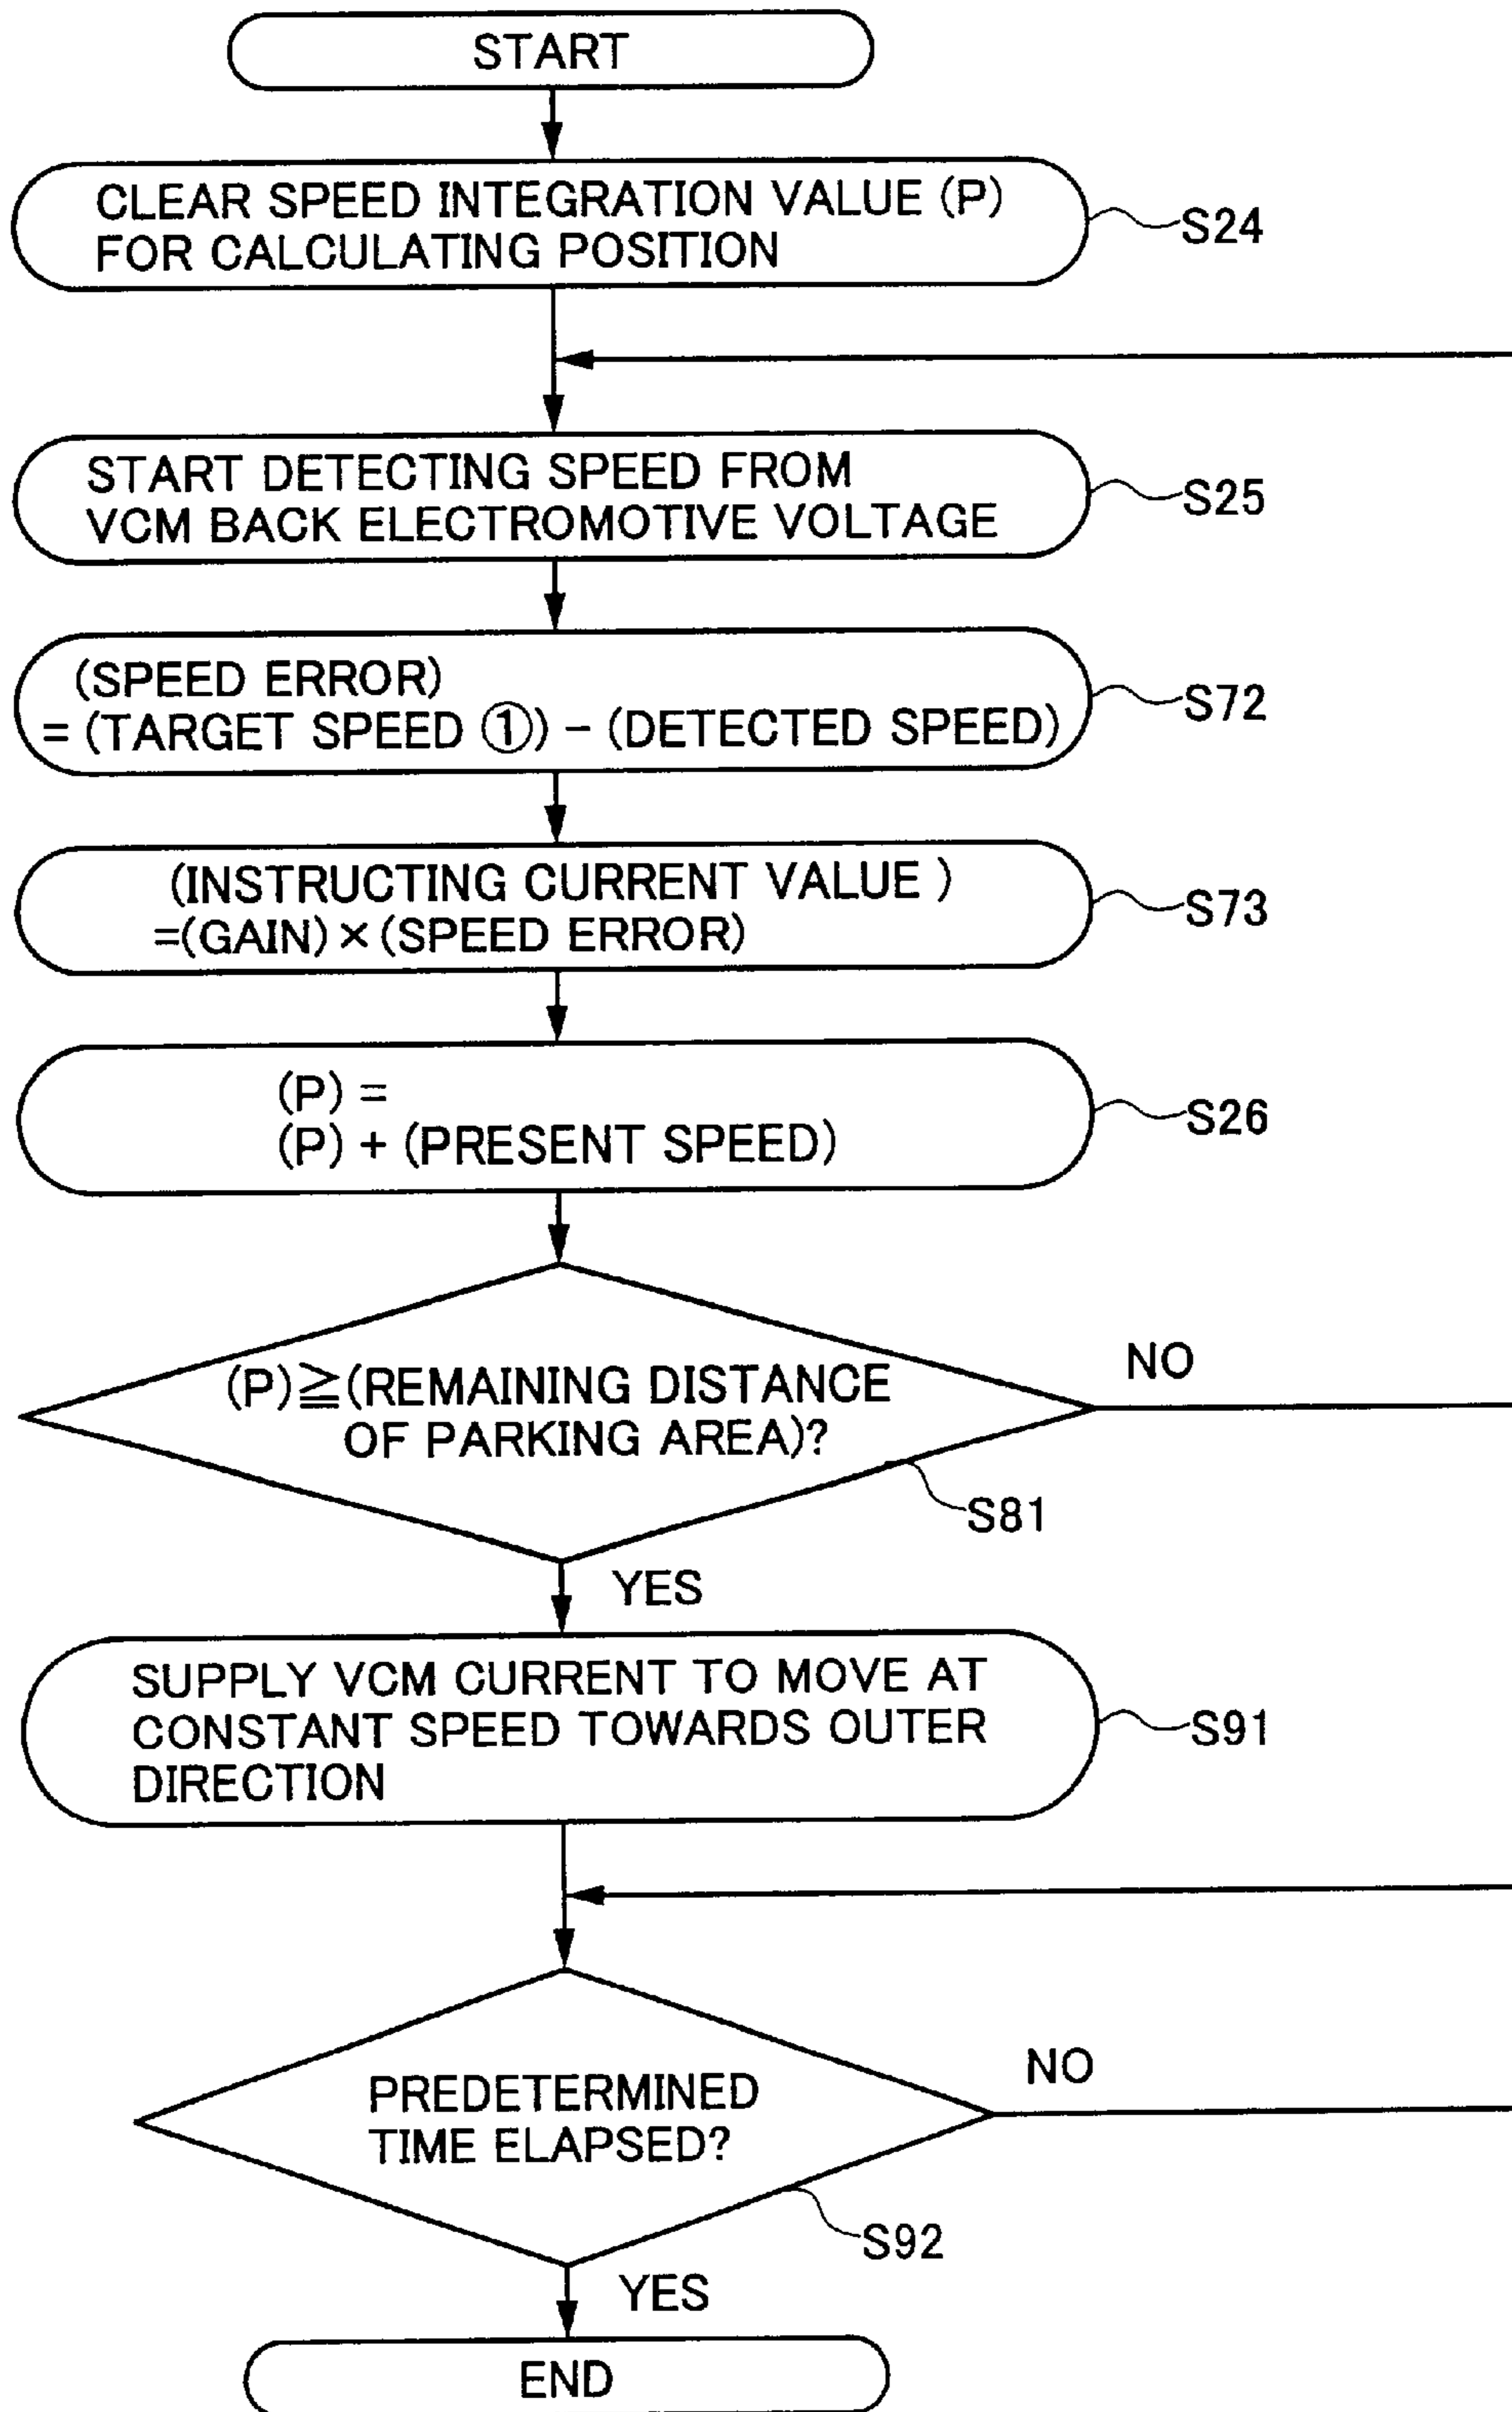 START
CLEAR SPEED INTEGRATION VALUE (P)
FOR CALCULATING POSITION
S24
START DETECTING SPEED FROM
VCM BACK ELECTROMOTIVE VOLTAGE
S25
(SPEED ERROR)
= (TARGET SPEED ①) − (DETECTED SPEED)
S72
(INSTRUCTING CURRENT VALUE )
=(GAIN) × (SPEED ERROR)
S73
(P) =
(P) + (PRESENT SPEED)
S26
(P)≧(REMAINING DISTANCE
OF PARKING AREA)?
NO
S81
YES
SUPPLY VCM CURRENT TO MOVE AT
CONSTANT SPEED TOWARDS OUTER
DIRECTION
S91
PREDETERMINED
TIME ELAPSED?
NO
S92
YES
END